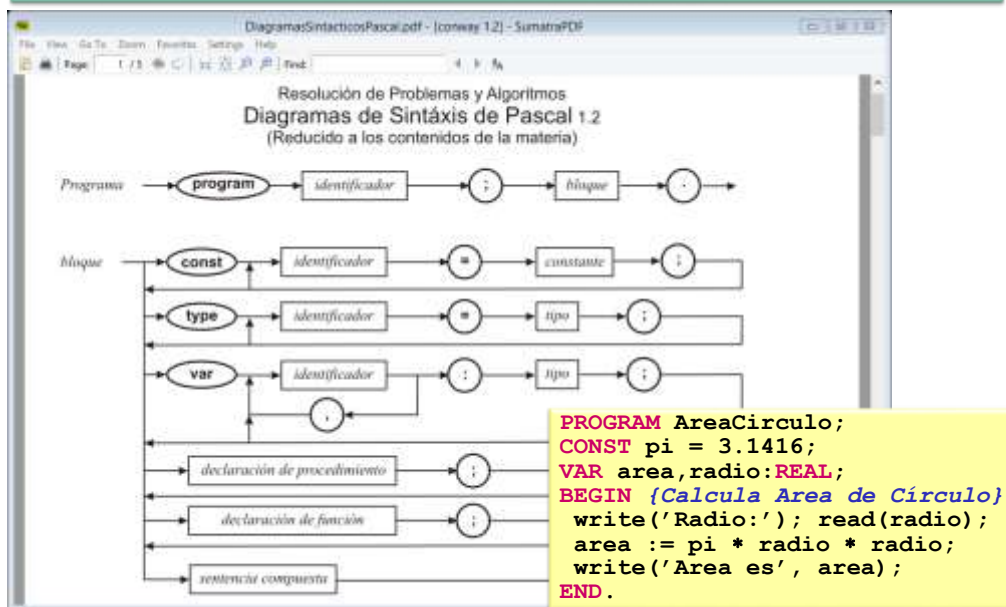 DiagramasSintacticosPascal.pdf - [conway 1.2] - SumatraPDF
File View Go To Zoom Favorites Settings Help
Page: 1 / 5 Find:
Resolución de Problemas y Algoritmos
Diagramas de Sintáxis de Pascal 1.2
(Reducido a los contenidos de la materia)
Programa program identificador ; bloque .
bloque const identificador = constante ;
type identificador = tipo ;
var identificador : tipo ;
,
declaración de procedimiento ;
declaración de función ;
sentencia compuesta
PROGRAM AreaCirculo;
CONST pi = 3.1416;
VAR area,radio:REAL;
BEGIN {Calcula Area de Círculo}
write(’Radio:’); read(radio);
area := pi * radio * radio;
write(’Area es’, area);
END.